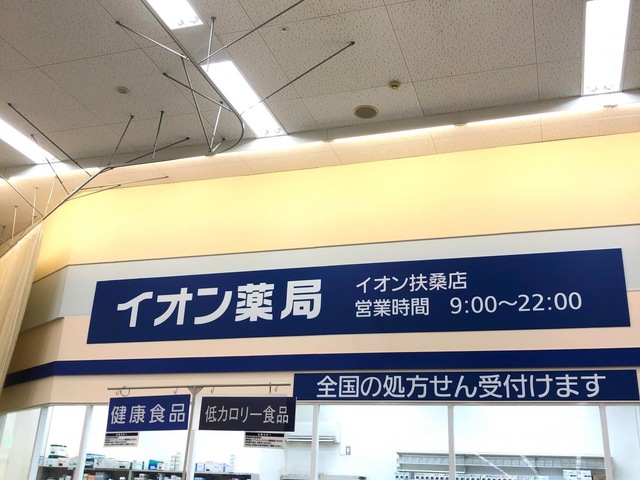 イオン薬局
イオン扶桑店
営業時間 9:00〜22:00
全国の処方せん受付けます
健康食品
低カロリー食品